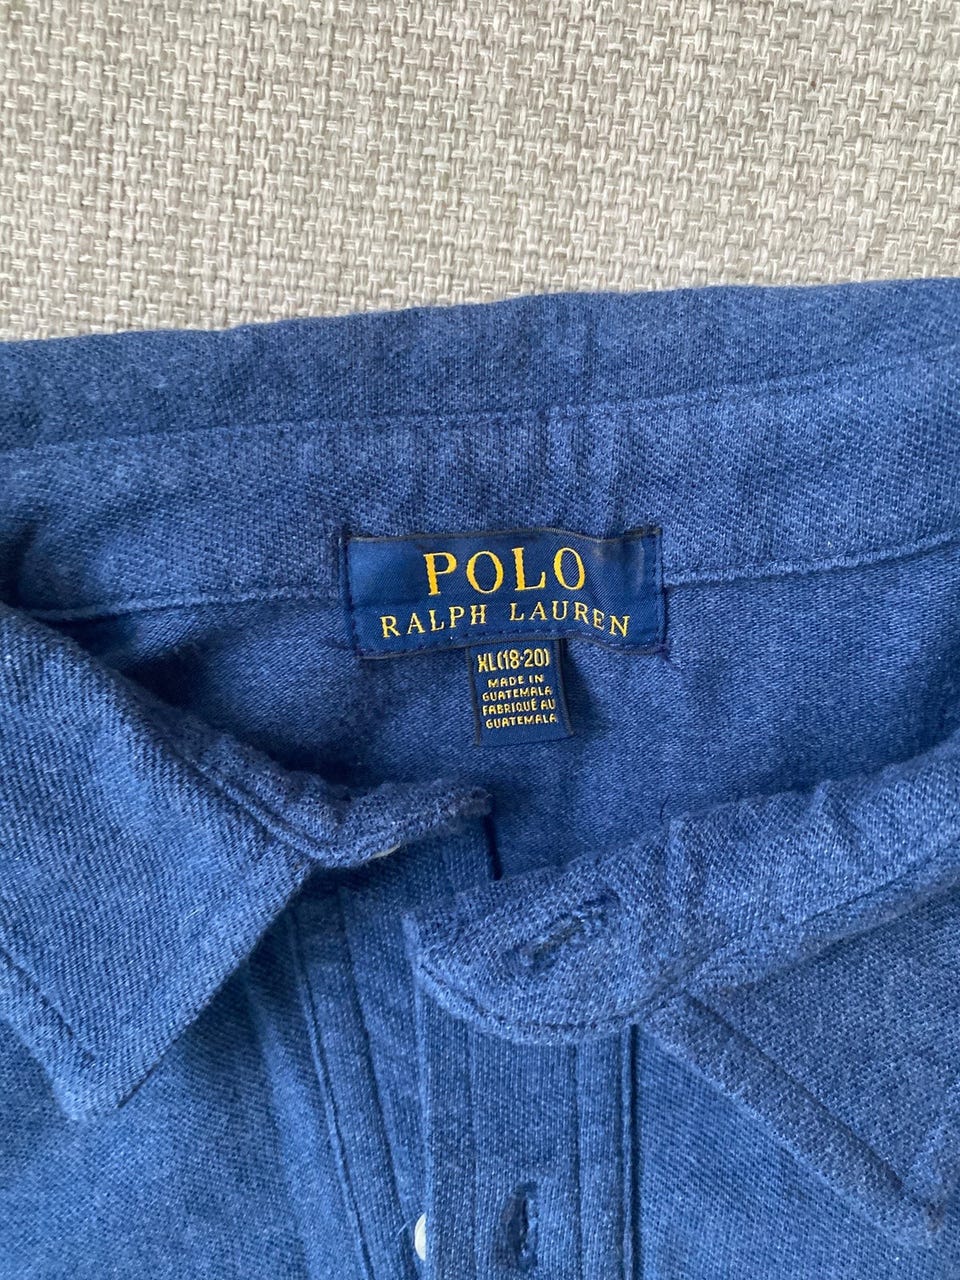 POLO
RALPH LAUREN
XL(18-20)
MADE IN
GUATEMALA
FABRIQUÉ AU
GUATEMALA